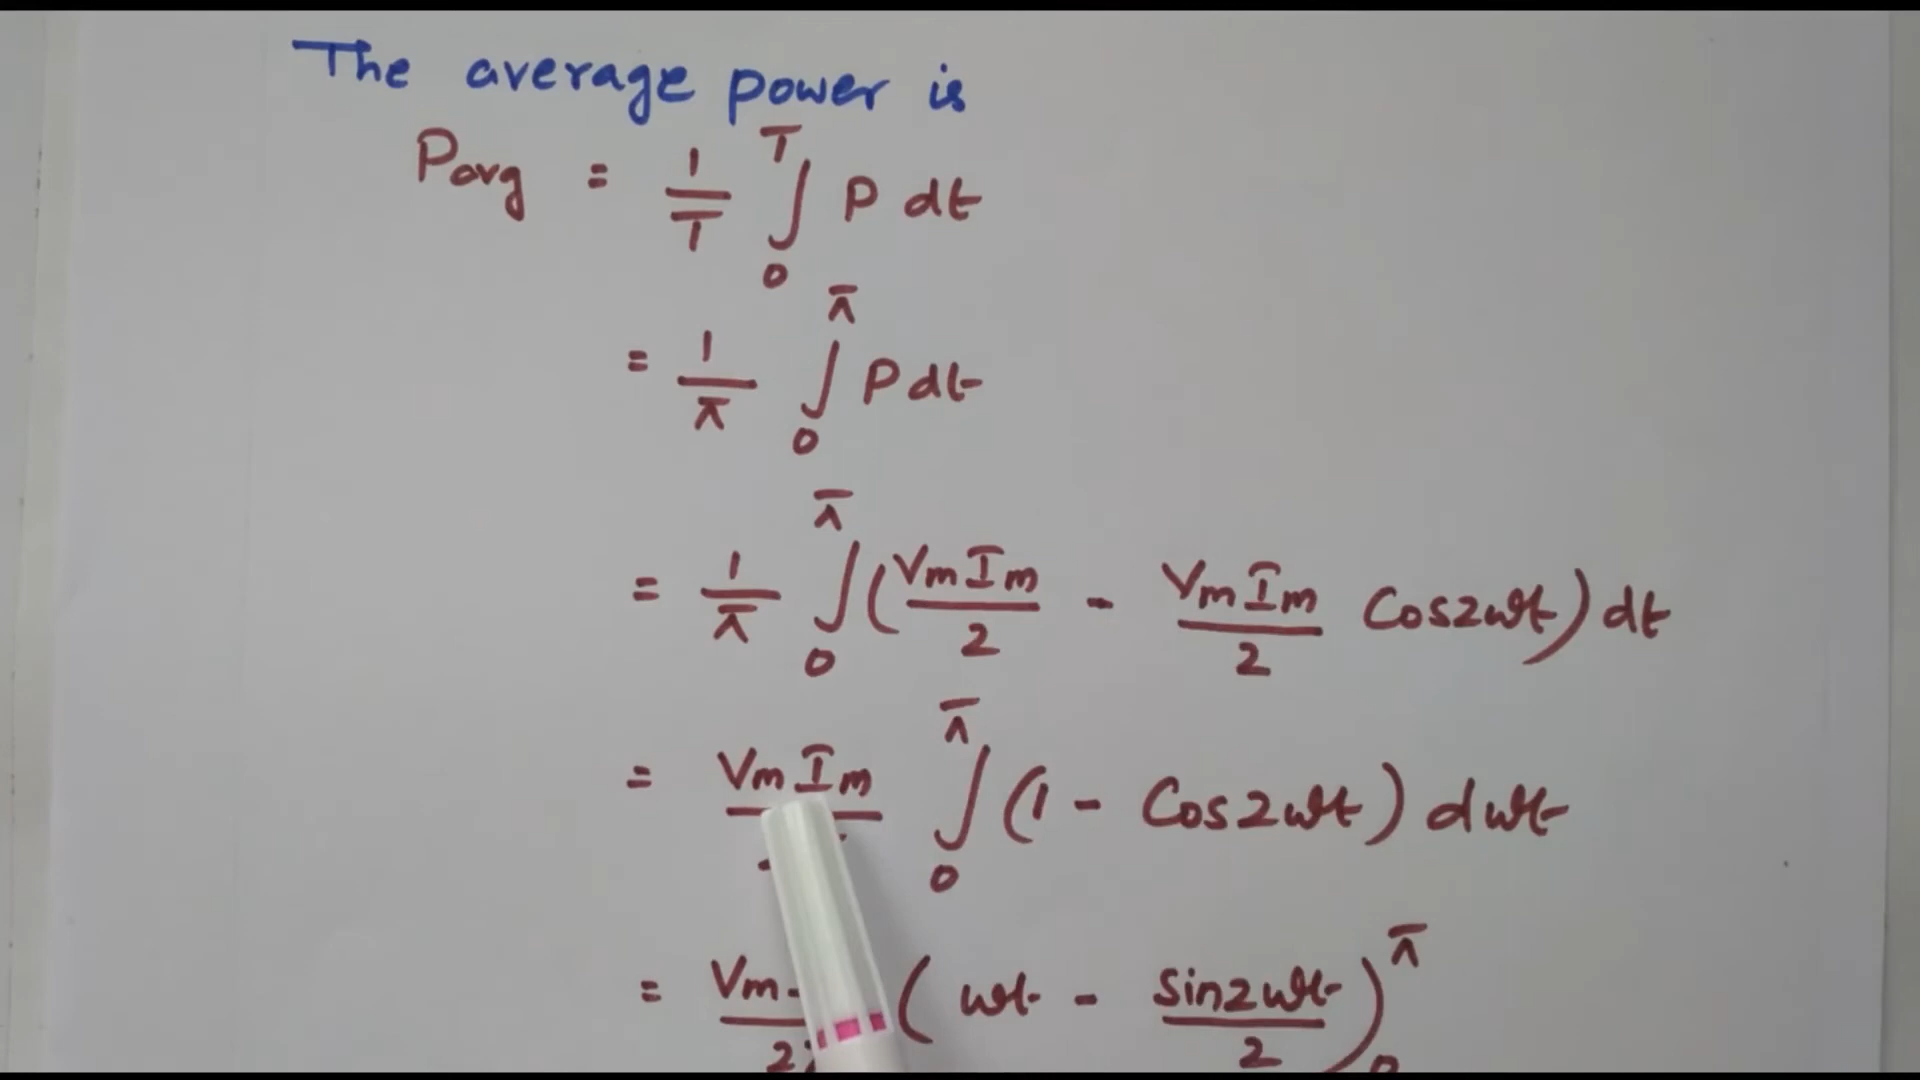 The average power is
Pavg = 1/T ∫₀ᵀ P dt
= 1/π ∫₀^π P dt
= 1/π ∫₀^π (VmIm/2 - VmIm/2 Cos2ωt) dt
= VmIm ∫₀^π (1 - Cos2ωt) dωt
= Vm (ωt - sin2ωt/2)₀^π